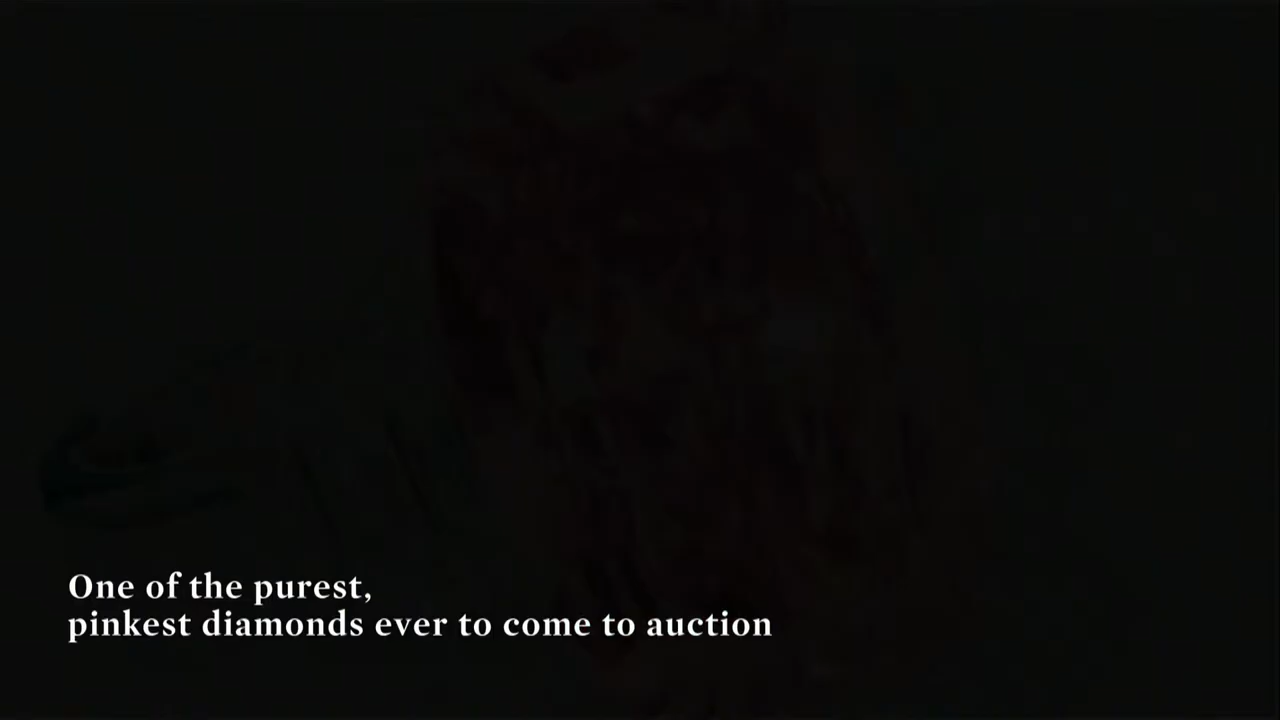 One of the purest,
pinkest diamonds ever to come to auction